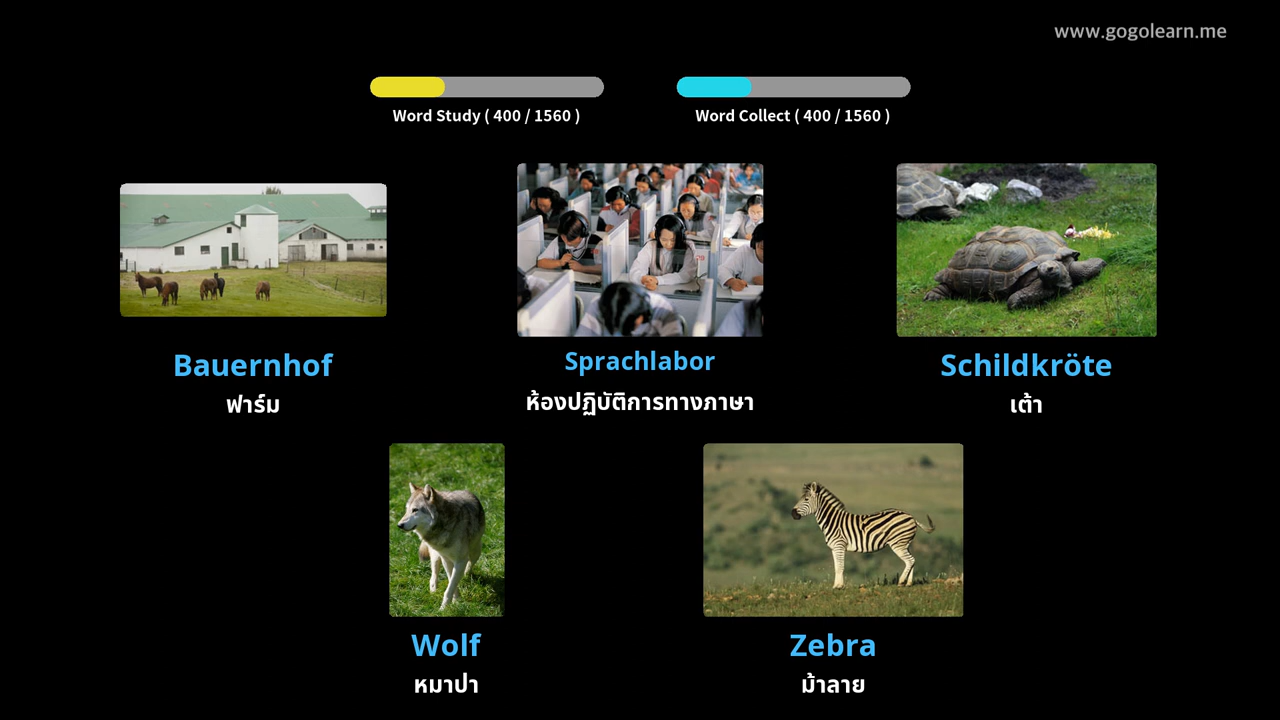 www.gogolearn.me
Word Study ( 400 / 1560 )
Word Collect ( 400 / 1560 )
Bauernhof
ฟาร์ม
Sprachlabor
ห้องปฏิบัติการทางภาษา
Schildkröte
เต้า
Wolf
หมาป่า
Zebra
ม้าลาย